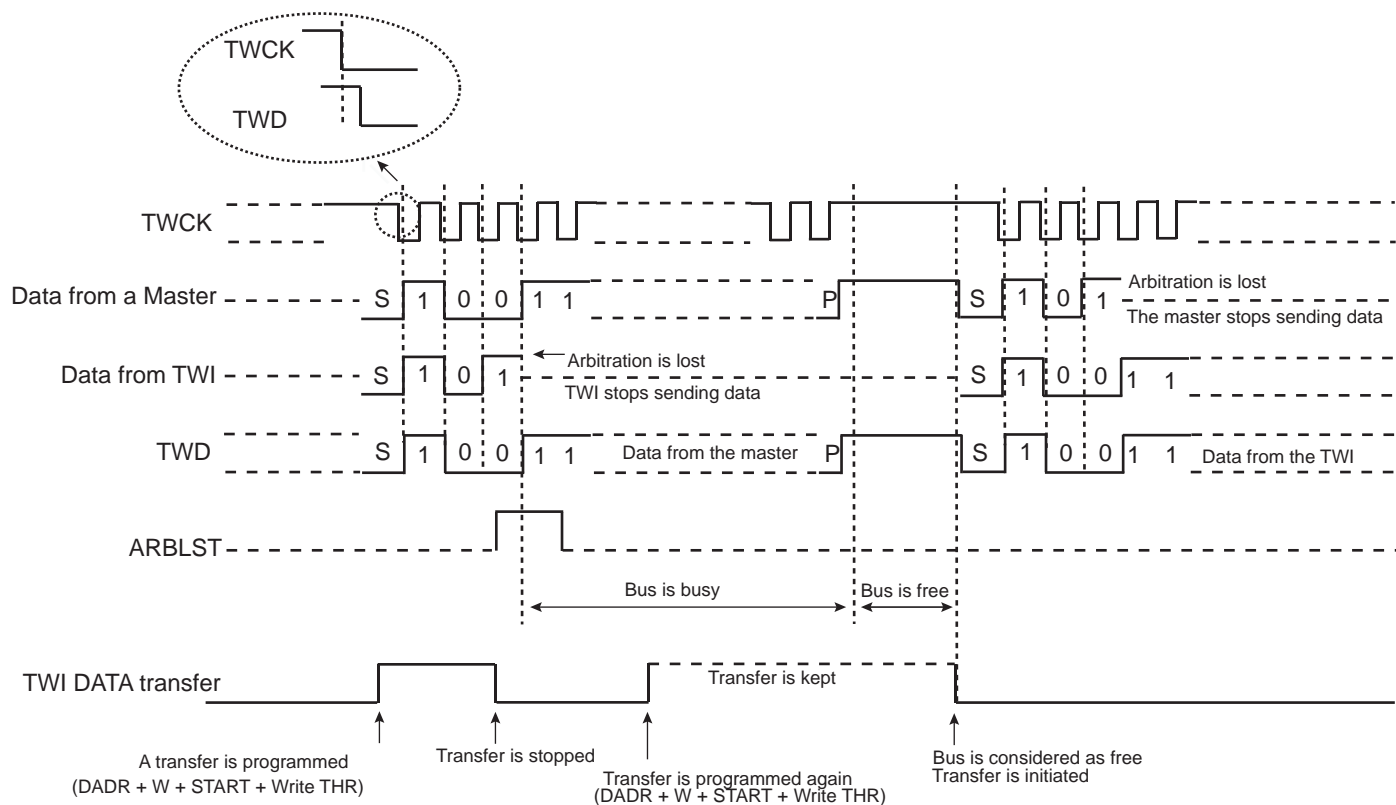 TWCK
TWD
TWCK
Data from a Master
S 1 0 0 1 1
P
S 1 0 1
Arbitration is lost
The master stops sending data
Data from TWI
S 1 0 1
Arbitration is lost
TWI stops sending data
S 1 0 0 1 1
TWD
S 1 0 0 1 1
Data from the master
P
S 1 0 0 1 1
Data from the TWI
ARBLST
Bus is busy
Bus is free
TWI DATA transfer
Transfer is kept
A transfer is programmed
(DADR + W + START + Write THR)
Transfer is stopped
Transfer is programmed again
(DADR + W + START + Write THR)
Bus is considered as free
Transfer is initiated